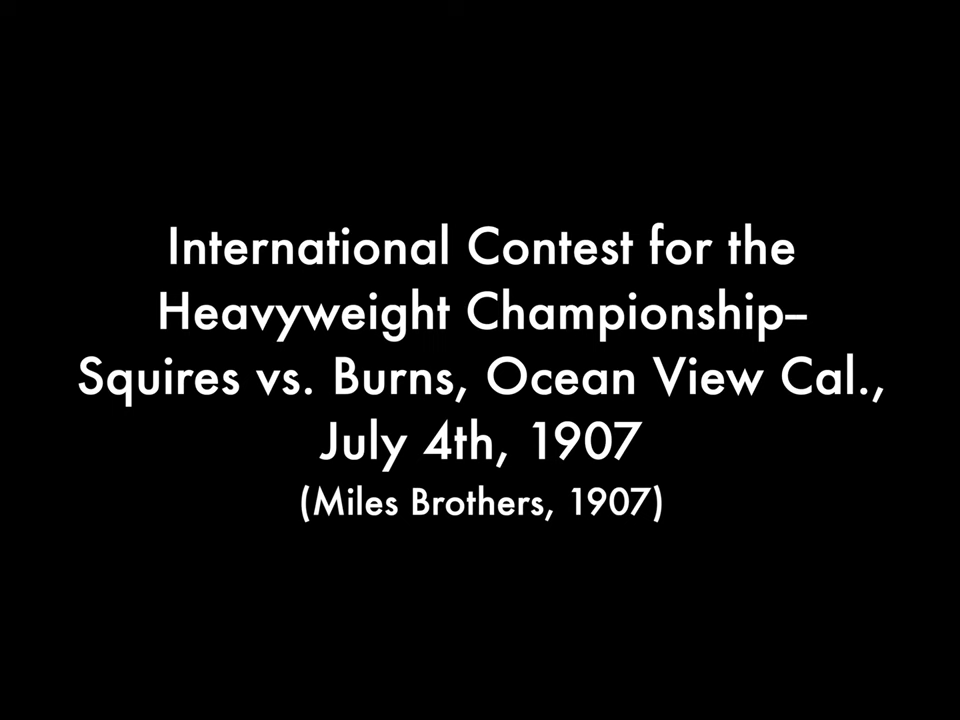 International Contest for the
Heavyweight Championship–
Squires vs. Burns, Ocean View Cal.,
July 4th, 1907
(Miles Brothers, 1907)